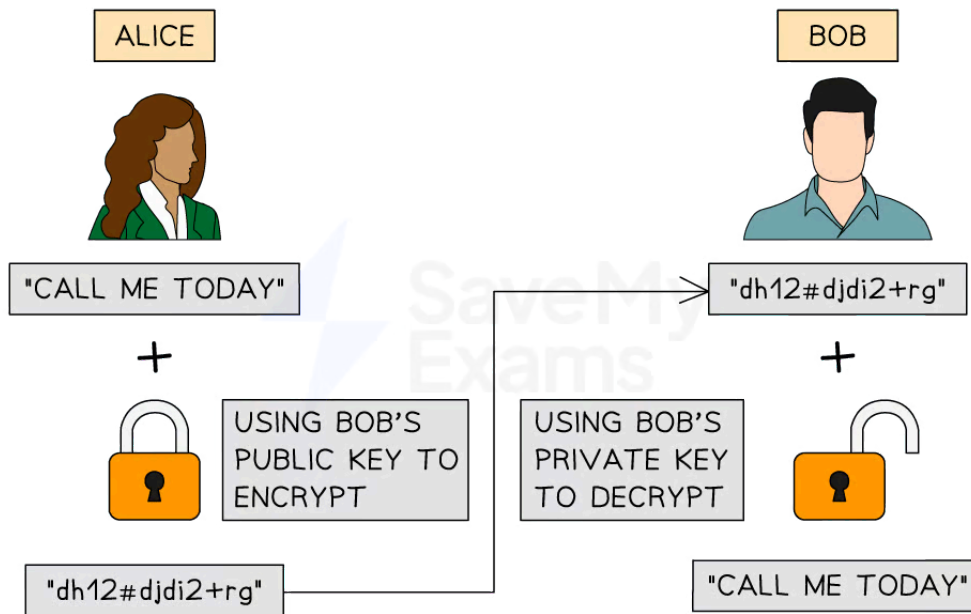 ALICE
BOB
"CALL ME TODAY"
"dh12#djdi2+rg"
SaveMy
Exams
+
+
USING BOB'S
PUBLIC KEY TO
ENCRYPT
USING BOB'S
PRIVATE KEY
TO DECRYPT
"dh12#djdi2+rg"
"CALL ME TODAY"